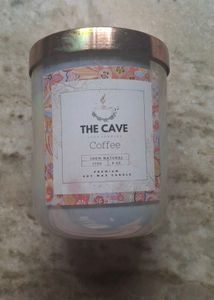 THE CAVE
Coffee
100% NATURAL
PREMIUM
SOY WAX CANDLE